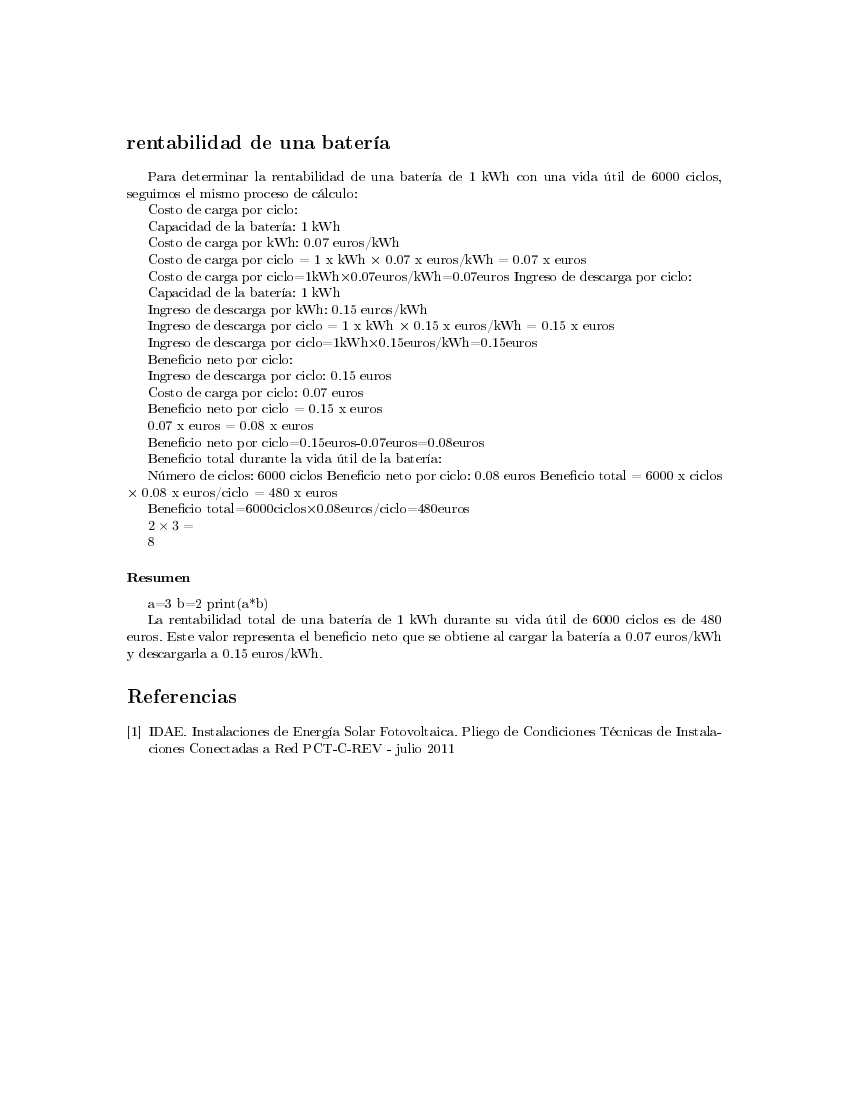 rentabilidad de una batería
Para determinar la rentabilidad de una batería de 1 kWh con una vida útil de 6000 ciclos,
seguimos el mismo proceso de cálculo:
Costo de carga por ciclo:
Capacidad de la batería: 1 kWh
Costo de carga por kWh: 0.07 euros/kWh
Costo de carga por ciclo = 1 x kWh × 0.07 x euros/kWh = 0.07 x euros
Costo de carga por ciclo=1kWh×0.07euros/kWh=0.07euros Ingreso de descarga por ciclo:
Capacidad de la batería: 1 kWh
Ingreso de descarga por kWh: 0.15 euros/kWh
Ingreso de descarga por ciclo = 1 x kWh × 0.15 x euros/kWh = 0.15 x euros
Ingreso de descarga por ciclo=1kWh×0.15euros/kWh=0.15euros
Beneficio neto por ciclo:
Ingreso de descarga por ciclo: 0.15 euros
Costo de carga por ciclo: 0.07 euros
Beneficio neto por ciclo = 0.15 x euros
0.07 x euros = 0.08 x euros
Beneficio neto por ciclo=0.15euros-0.07euros=0.08euros
Beneficio total durante la vida útil de la batería:
Número de ciclos: 6000 ciclos Beneficio neto por ciclo: 0.08 euros Beneficio total = 6000 x ciclos
× 0.08 x euros/ciclo = 480 x euros
Beneficio total=6000ciclos×0.08euros/ciclo=480euros
2 × 3 =
8
Resumen
a=3 b=2 print(a*b)
La rentabilidad total de una batería de 1 kWh durante su vida útil de 6000 ciclos es de 480
euros. Este valor representa el beneficio neto que se obtiene al cargar la batería a 0.07 euros/kWh
y descargarla a 0.15 euros/kWh.
Referencias
[1] IDAE. Instalaciones de Energía Solar Fotovoltaica. Pliego de Condiciones Técnicas de Instala-
ciones Conectadas a Red PCT-C-REV - julio 2011